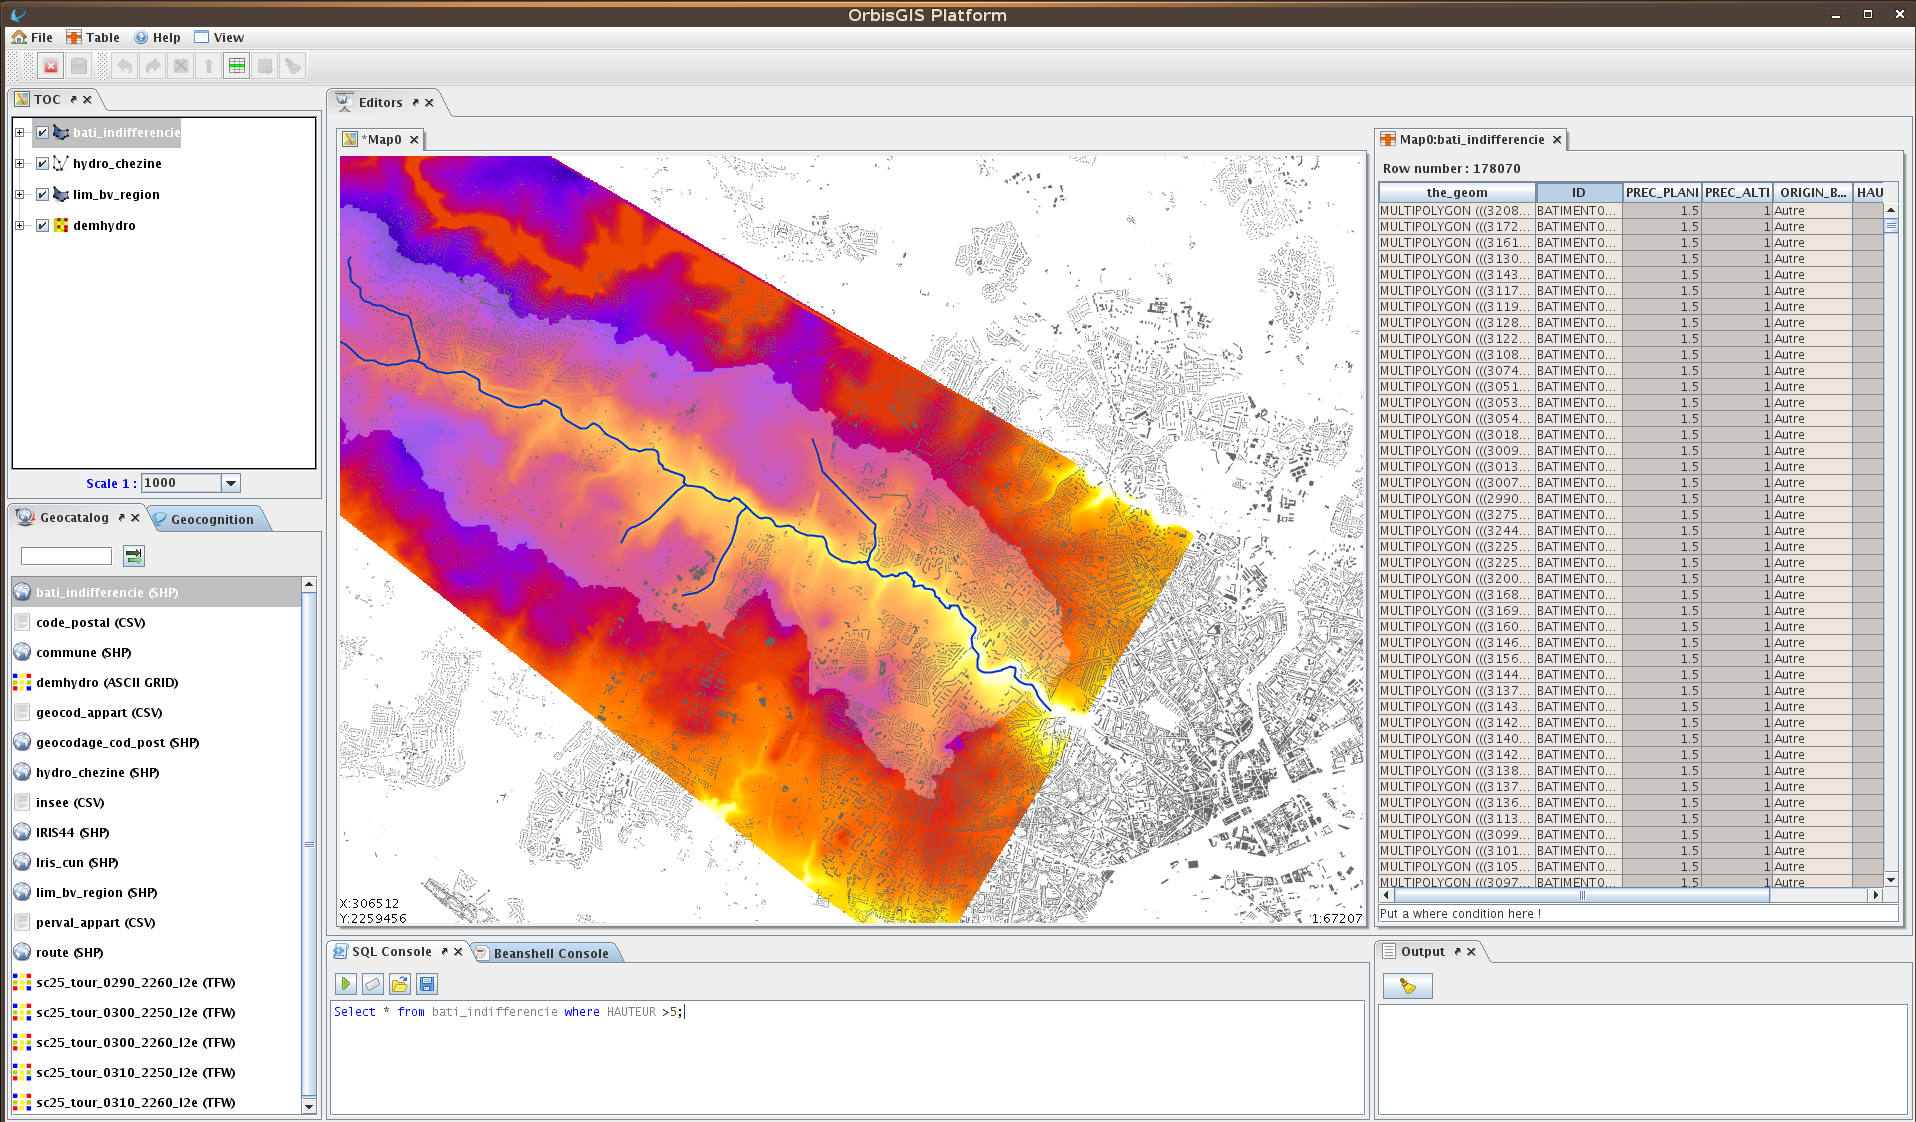 OrbisGIS Platform
File Table Help View
TOC
bati_indifferencie
hydro_chezine
lim_bv_region
demhydro
Scale 1 : 1000
Geocatalog
Geocognition
bati_indifferencie (SHP)
code_postal (CSV)
commune (SHP)
demhydro (ASCII GRID)
geocod_appart (CSV)
geocodage_cod_post (SHP)
hydro_chezine (SHP)
insee (CSV)
IRIS44 (SHP)
Iris_cun (SHP)
lim_bv_region (SHP)
perval_appart (CSV)
route (SHP)
sc25_tour_0290_2260_l2e (TFW)
sc25_tour_0300_2250_l2e (TFW)
sc25_tour_0300_2260_l2e (TFW)
sc25_tour_0310_2250_l2e (TFW)
sc25_tour_0310_2260_l2e (TFW)
Editors
*Map0
X:306512
Y:2259456
1:67207
Map0:bati_indifferencie
Row number : 178070
the_geom ID PREC_PLANI PREC_ALTI ORIGIN_B... HAU
MULTIPOLYGON (((3208... BATIMENT0... 1.5 1 Autre
MULTIPOLYGON (((3172... BATIMENT0... 1.5 1 Autre
MULTIPOLYGON (((3161... BATIMENT0... 1.5 1 Autre
MULTIPOLYGON (((3130... BATIMENT0... 1.5 1 Autre
MULTIPOLYGON (((3143... BATIMENT0... 1.5 1 Autre
MULTIPOLYGON (((3117... BATIMENT0... 1.5 1 Autre
MULTIPOLYGON (((3119... BATIMENT0... 1.5 1 Autre
MULTIPOLYGON (((3128... BATIMENT0... 1.5 1 Autre
MULTIPOLYGON (((3122... BATIMENT0... 1.5 1 Autre
MULTIPOLYGON (((3108... BATIMENT0... 1.5 1 Autre
MULTIPOLYGON (((3074... BATIMENT0... 1.5 1 Autre
MULTIPOLYGON (((3051... BATIMENT0... 1.5 1 Autre
MULTIPOLYGON (((3053... BATIMENT0... 1.5 1 Autre
MULTIPOLYGON (((3054... BATIMENT0... 1.5 1 Autre
MULTIPOLYGON (((3018... BATIMENT0... 1.5 1 Autre
MULTIPOLYGON (((3009... BATIMENT0... 1.5 1 Autre
MULTIPOLYGON (((3013... BATIMENT0... 1.5 1 Autre
MULTIPOLYGON (((3007... BATIMENT0... 1.5 1 Autre
MULTIPOLYGON (((2990... BATIMENT0... 1.5 1 Autre
MULTIPOLYGON (((3275... BATIMENT0... 1.5 1 Autre
MULTIPOLYGON (((3244... BATIMENT0... 1.5 1 Autre
MULTIPOLYGON (((3225... BATIMENT0... 1.5 1 Autre
MULTIPOLYGON (((3225... BATIMENT0... 1.5 1 Autre
MULTIPOLYGON (((3200... BATIMENT0... 1.5 1 Autre
MULTIPOLYGON (((3168... BATIMENT0... 1.5 1 Autre
MULTIPOLYGON (((3169... BATIMENT0... 1.5 1 Autre
MULTIPOLYGON (((3160... BATIMENT0... 1.5 1 Autre
MULTIPOLYGON (((3146... BATIMENT0... 1.5 1 Autre
MULTIPOLYGON (((3156... BATIMENT0... 1.5 1 Autre
MULTIPOLYGON (((3144... BATIMENT0... 1.5 1 Autre
MULTIPOLYGON (((3137... BATIMENT0... 1.5 1 Autre
MULTIPOLYGON (((3143... BATIMENT0... 1.5 1 Autre
MULTIPOLYGON (((3142... BATIMENT0... 1.5 1 Autre
MULTIPOLYGON (((3140... BATIMENT0... 1.5 1 Autre
MULTIPOLYGON (((3142... BATIMENT0... 1.5 1 Autre
MULTIPOLYGON (((3138... BATIMENT0... 1.5 1 Autre
MULTIPOLYGON (((3137... BATIMENT0... 1.5 1 Autre
MULTIPOLYGON (((3136... BATIMENT0... 1.5 1 Autre
MULTIPOLYGON (((3113... BATIMENT0... 1.5 1 Autre
MULTIPOLYGON (((3099... BATIMENT0... 1.5 1 Autre
MULTIPOLYGON (((3101... BATIMENT0... 1.5 1 Autre
MULTIPOLYGON (((3105... BATIMENT0... 1.5 1 Autre
MULTIPOLYGON (((3097... BATIMENT0... 1.5 1 Autre
Put a where condition here !
SQL Console
Beanshell Console
Select * from bati_indifferencie where HAUTEUR >5;
Output